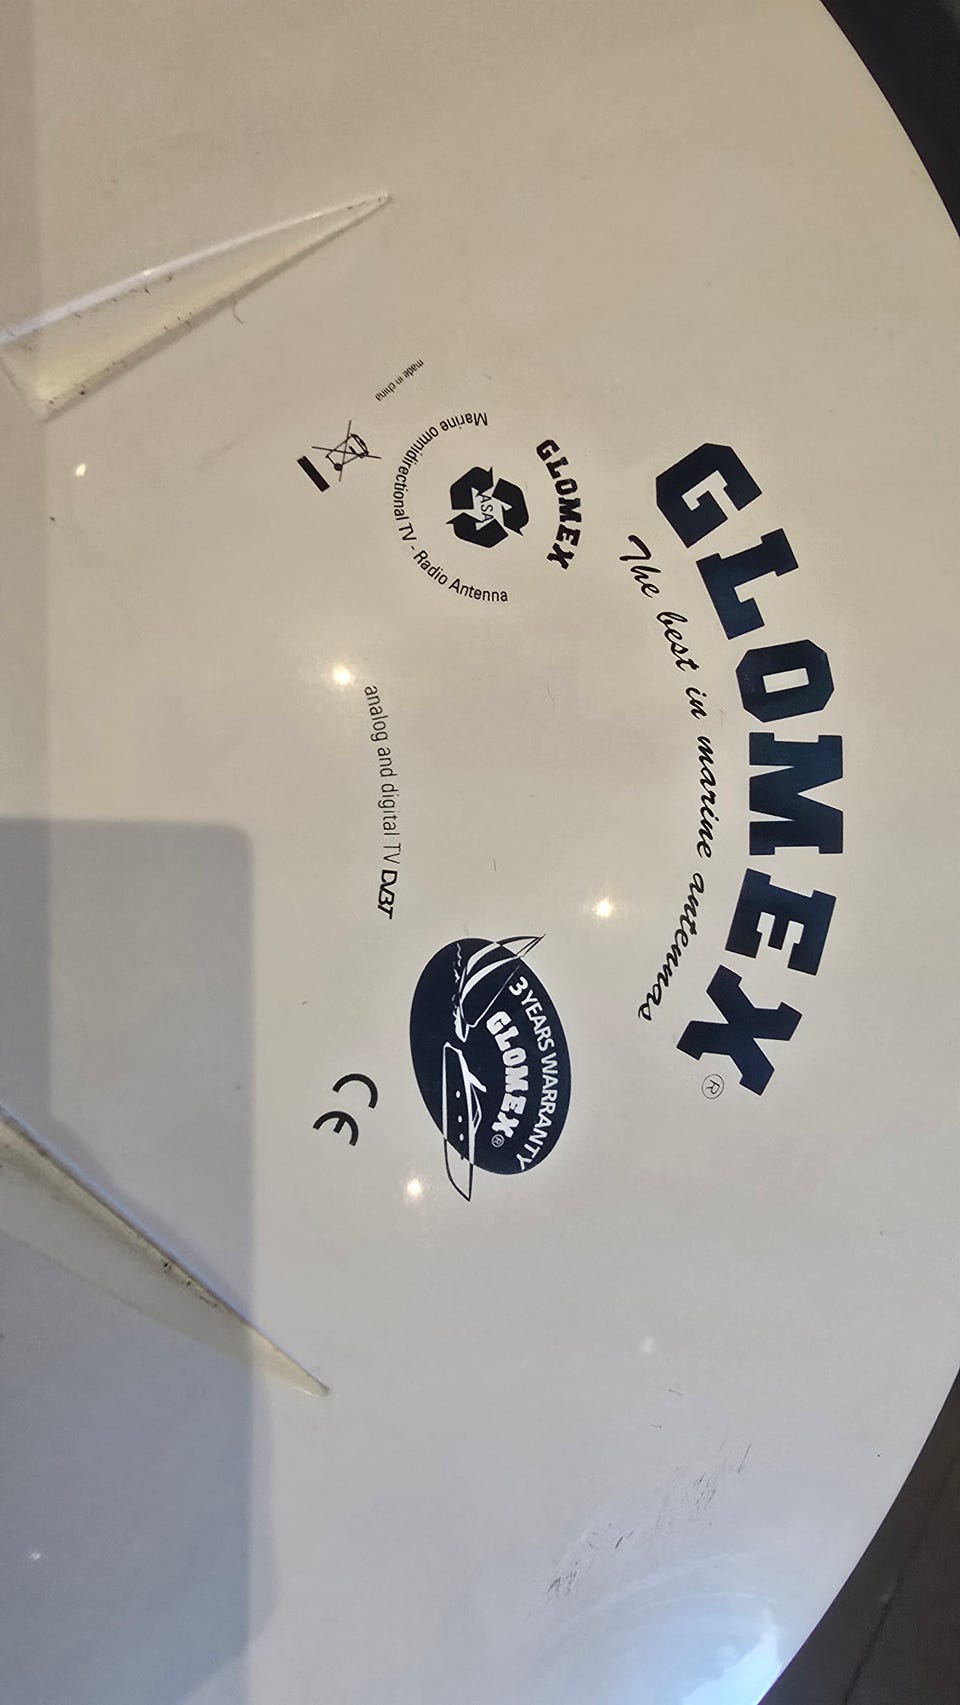 GLOMEX®
The best in marine antennas
GLOMEX
ASA
Marine omnidirectional TV - Radio Antenna
made in china
3 YEARS WARRANTY
GLOMEX®
analog and digital TV DVBT
CE